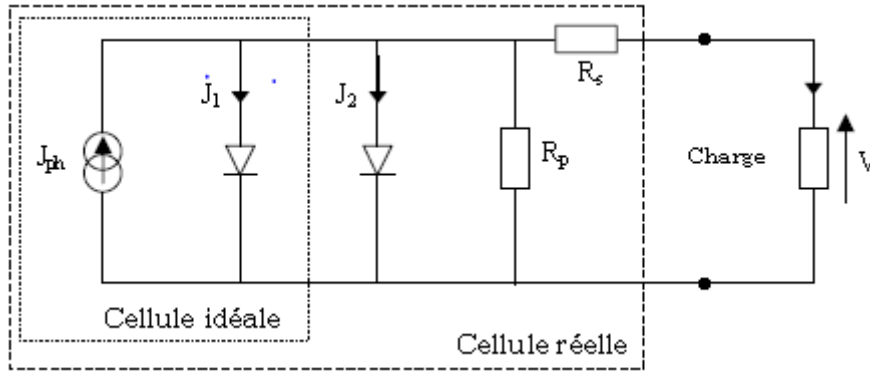 Rs
J1
J2
Jph
Rp
Charge
V
Cellule idéale
Cellule réelle